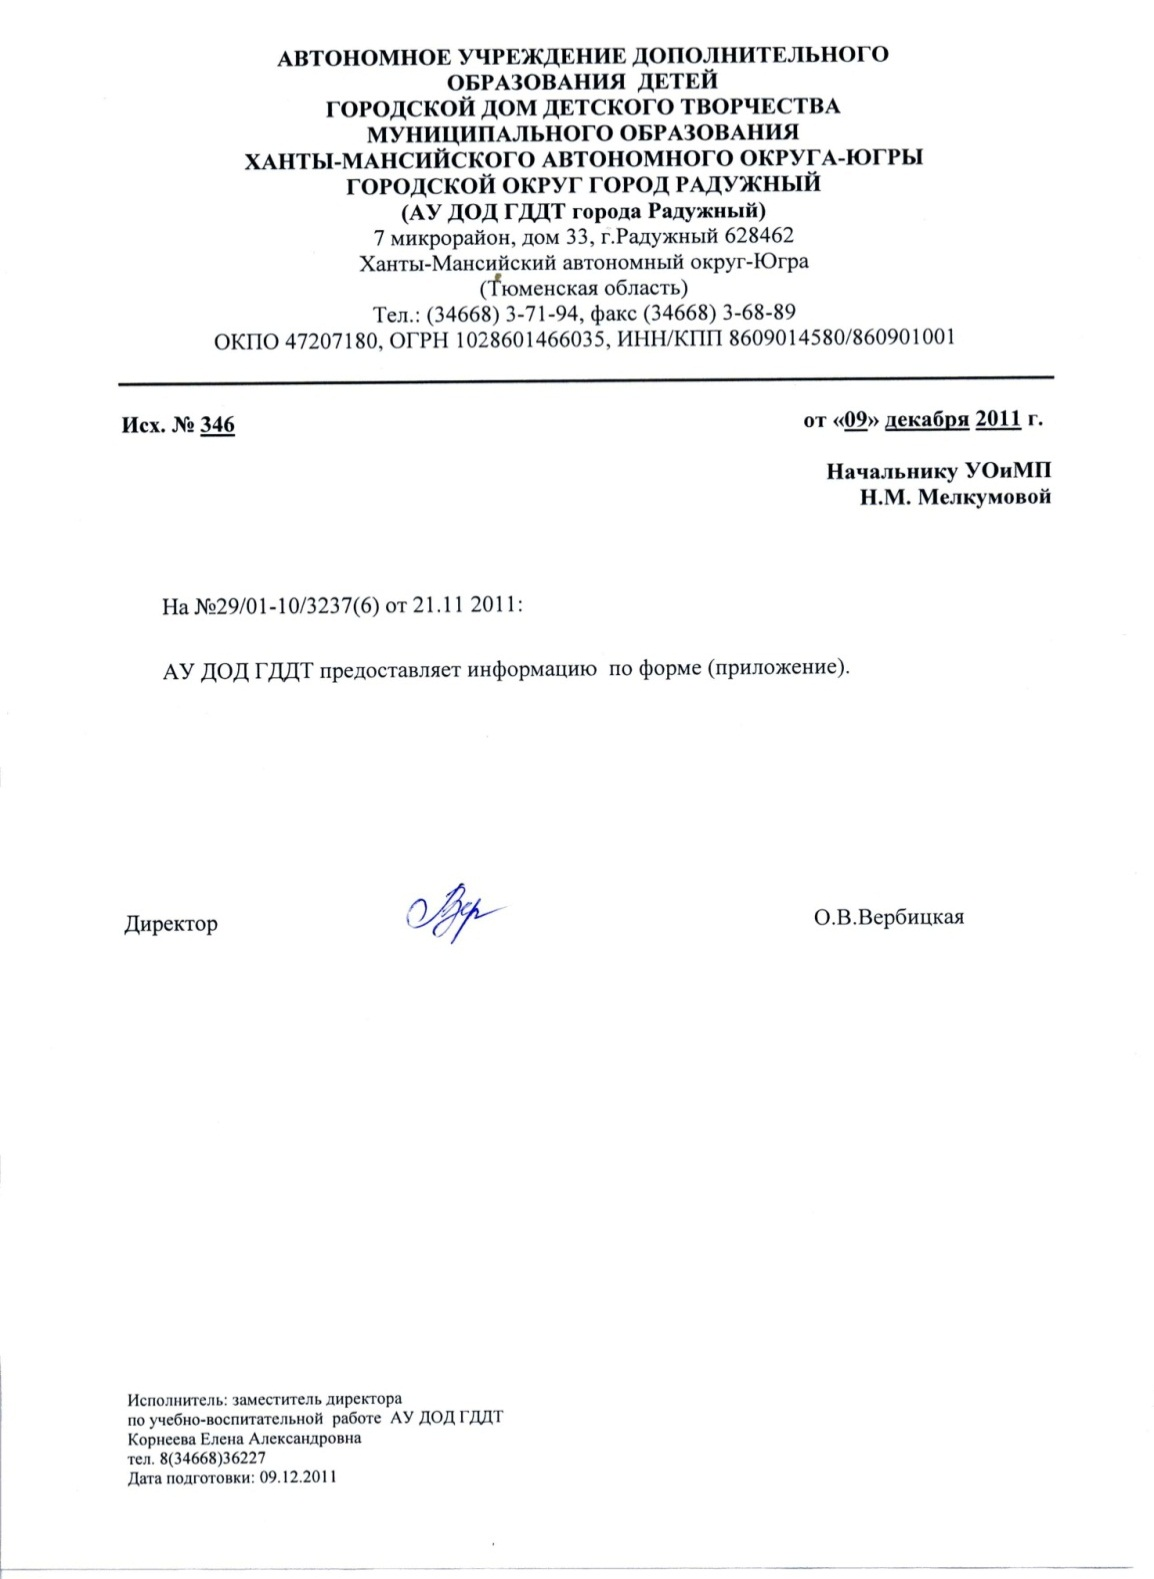 АВТОНОМНОЕ УЧРЕЖДЕНИЕ ДОПОЛНИТЕЛЬНОГО
ОБРАЗОВАНИЯ ДЕТЕЙ
ГОРОДСКОЙ ДОМ ДЕТСКОГО ТВОРЧЕСТВА
МУНИЦИПАЛЬНОГО ОБРАЗОВАНИЯ
ХАНТЫ-МАНСИЙСКОГО АВТОНОМНОГО ОКРУГА-ЮГРЫ
ГОРОДСКОЙ ОКРУГ ГОРОД РАДУЖНЫЙ
(АУ ДОД ГДДТ города Радужный)
7 микрорайон, дом 33, г.Радужный 628462
Ханты-Мансийский автономный округ-Югра
(Тюменская область)
Тел.: (34668) 3-71-94, факс (34668) 3-68-89
ОКПО 47207180, ОГРН 1028601466035, ИНН/КПП 8609014580/860901001
Исх. № 346 от «09» декабря 2011 г.
Начальнику УОиМП
Н.М. Мелкумовой
На №29/01-10/3237(6) от 21.11 2011:
АУ ДОД ГДДТ предоставляет информацию по форме (приложение).
Директор О.В.Вербицкая
Исполнитель: заместитель директора
по учебно-воспитательной работе АУ ДОД ГДДТ
Корнеева Елена Александровна
тел. 8(34668)36227
Дата подготовки: 09.12.2011